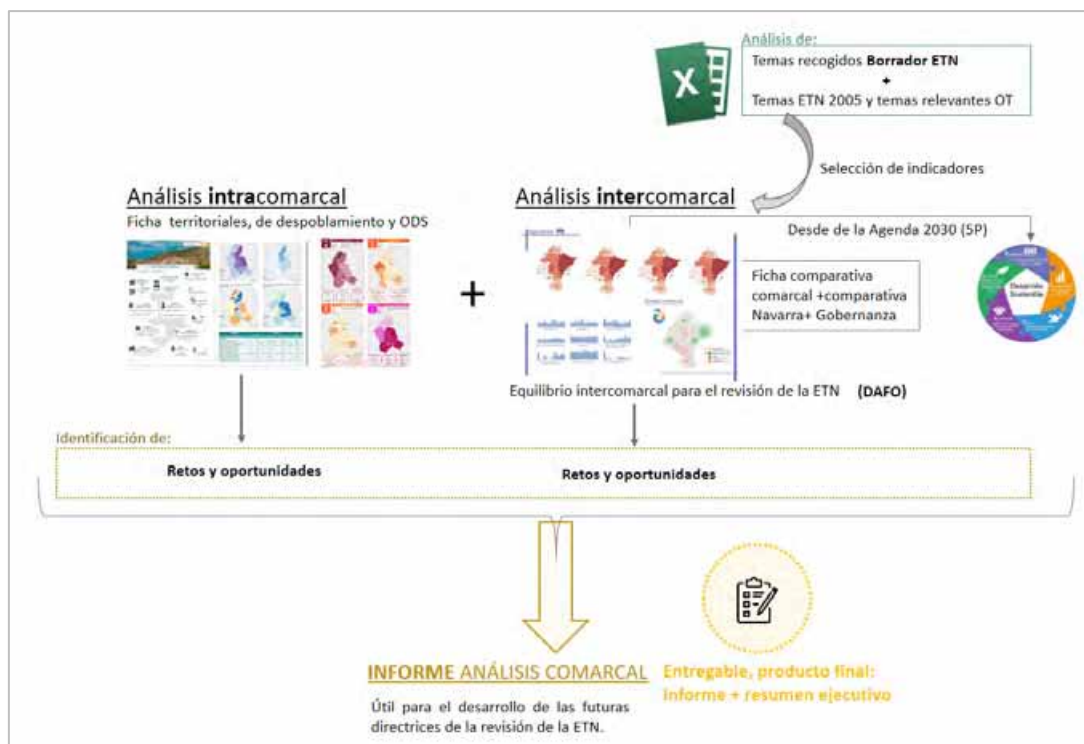 Análisis de:
Temas recogidos Borrador ETN
+
Temas ETN 2005 y temas relevantes OT
X
Selección de indicadores
Análisis intracomarcal
Ficha territoriales, de despoblamiento y ODS
+
Análisis intercomarcal
Desde de la Agenda 2030 (5P)
Ficha comparativa
comarcal +comparativa
Navarra+ Gobernanza
Desarrollo
Sostenible
Equilibrio intercomarcal para el revisión de la ETN (DAFO)
Identificación de:
Retos y oportunidades
Retos y oportunidades
INFORME ANÁLISIS COMARCAL
Útil para el desarrollo de las futuras
directrices de la revisión de la ETN.
Entregable, producto final:
Informe + resumen ejecutivo